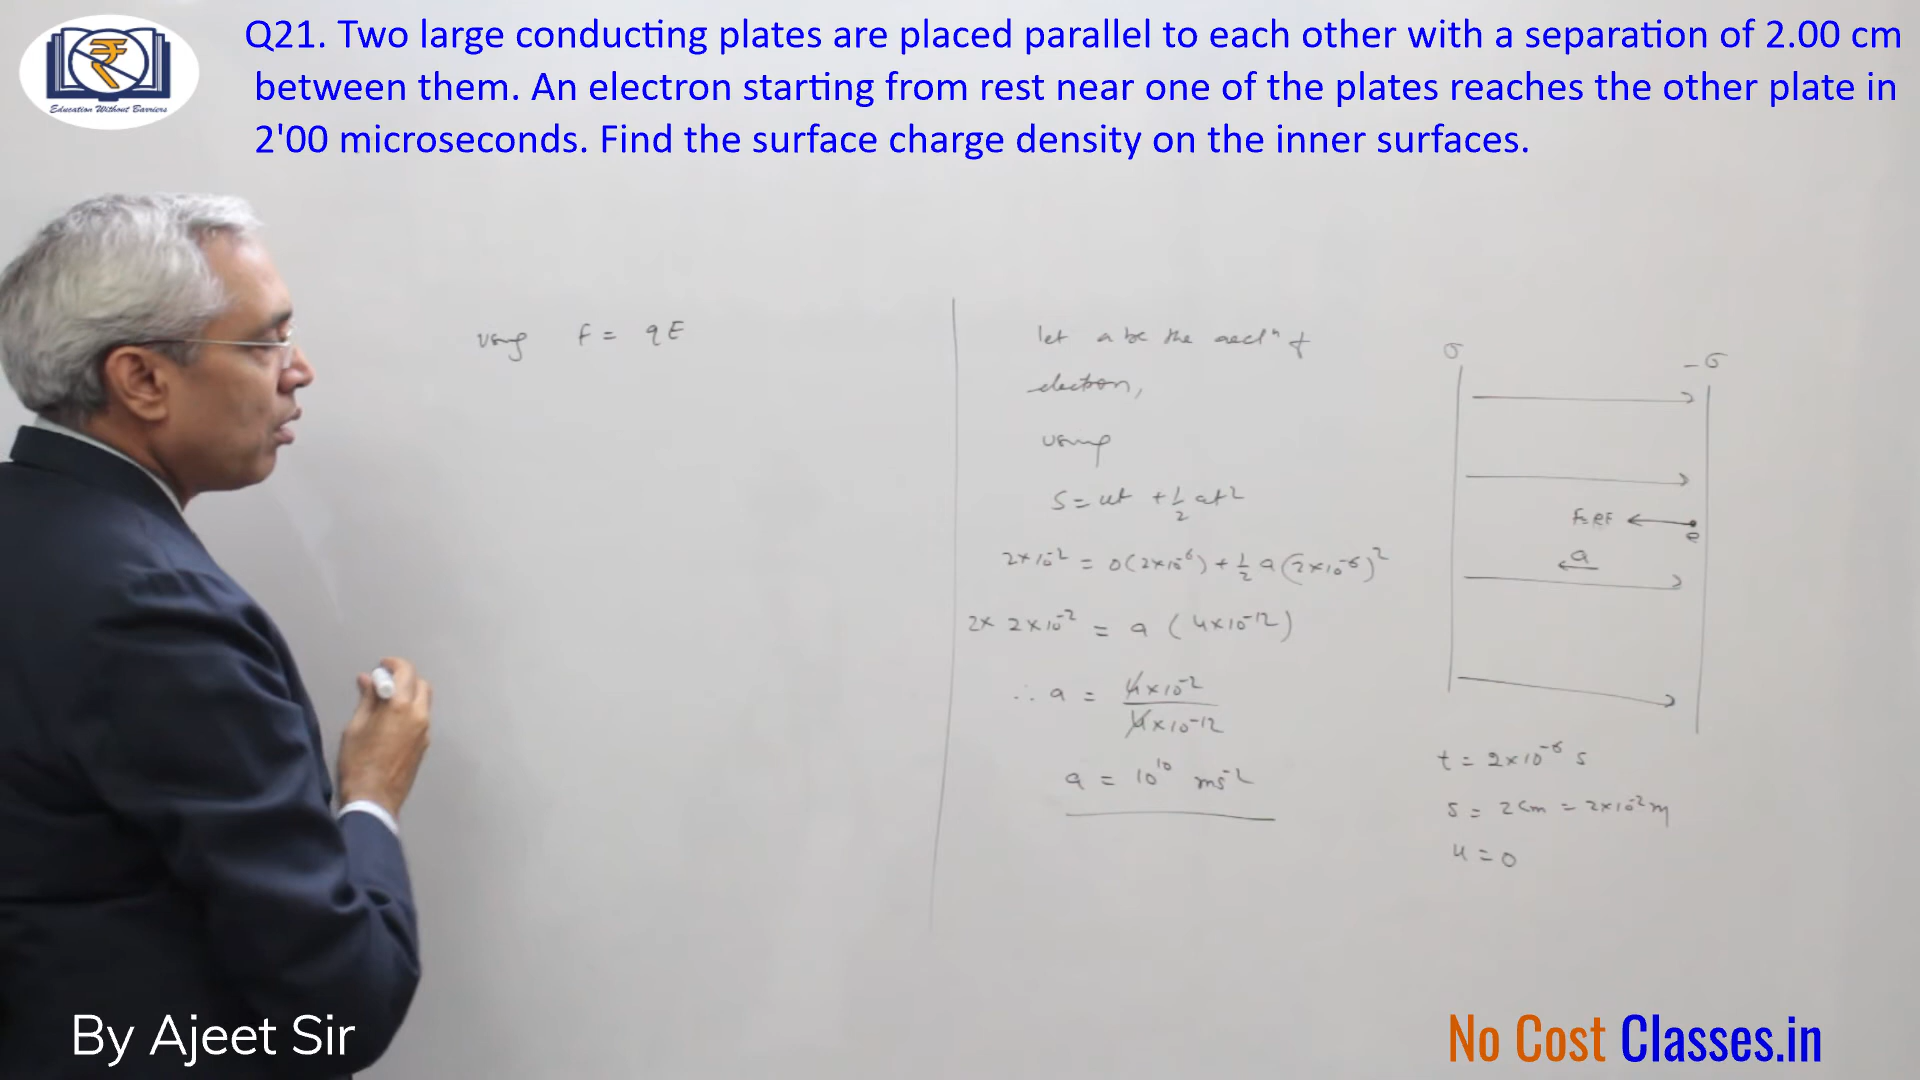 Q21. Two large conducting plates are placed parallel to each other with a separation of 2.00 cm
between them. An electron starting from rest near one of the plates reaches the other plate in
2'00 microseconds. Find the surface charge density on the inner surfaces.
Education Without Barriers
using F = qE
let a be the acclⁿ of
electron,
using
S = ut + 1/2 at²
2×10⁻² = 0(2×10⁻⁶) + 1/2 a (2×10⁻⁶)²
2× 2×10⁻² = a (4×10⁻¹²)
∴ a = 4×10⁻² / 4×10⁻¹²
a = 10¹⁰ ms⁻²
σ
-σ
F=eE
e
a
t = 2×10⁻⁶ s
s = 2cm = 2×10⁻²m
u = 0
By Ajeet Sir
No Cost Classes.in